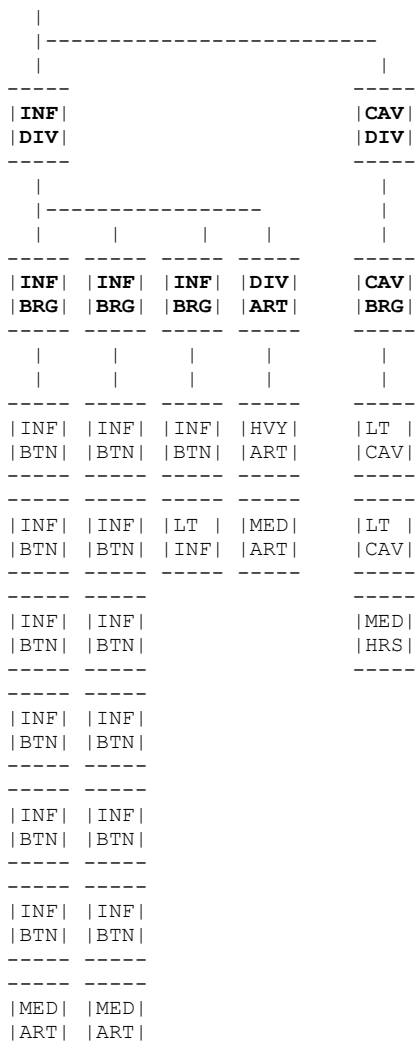 |
|--------------------------
| |
----- -----
|INF| |CAV|
|DIV| |DIV|
----- -----
| |
|----------------- |
| | | | |
----- ----- ----- ----- -----
|INF| |INF| |INF| |DIV| |CAV|
|BRG| |BRG| |BRG| |ART| |BRG|
----- ----- ----- ----- -----
| | | | |
| | | | |
----- ----- ----- ----- -----
|INF| |INF| |INF| |HVY| |LT |
|BTN| |BTN| |BTN| |ART| |CAV|
----- ----- ----- ----- -----
----- ----- ----- ----- -----
|INF| |INF| |LT | |MED| |LT |
|BTN| |BTN| |INF| |ART| |CAV|
----- ----- ----- ----- -----
----- ----- -----
|INF| |INF| |MED|
|BTN| |BTN| |HRS|
----- ----- -----
----- -----
|INF| |INF|
|BTN| |BTN|
----- -----
----- -----
|INF| |INF|
|BTN| |BTN|
----- -----
----- -----
|INF| |INF|
|BTN| |BTN|
----- -----
----- -----
|MED| |MED|
|ART| |ART|